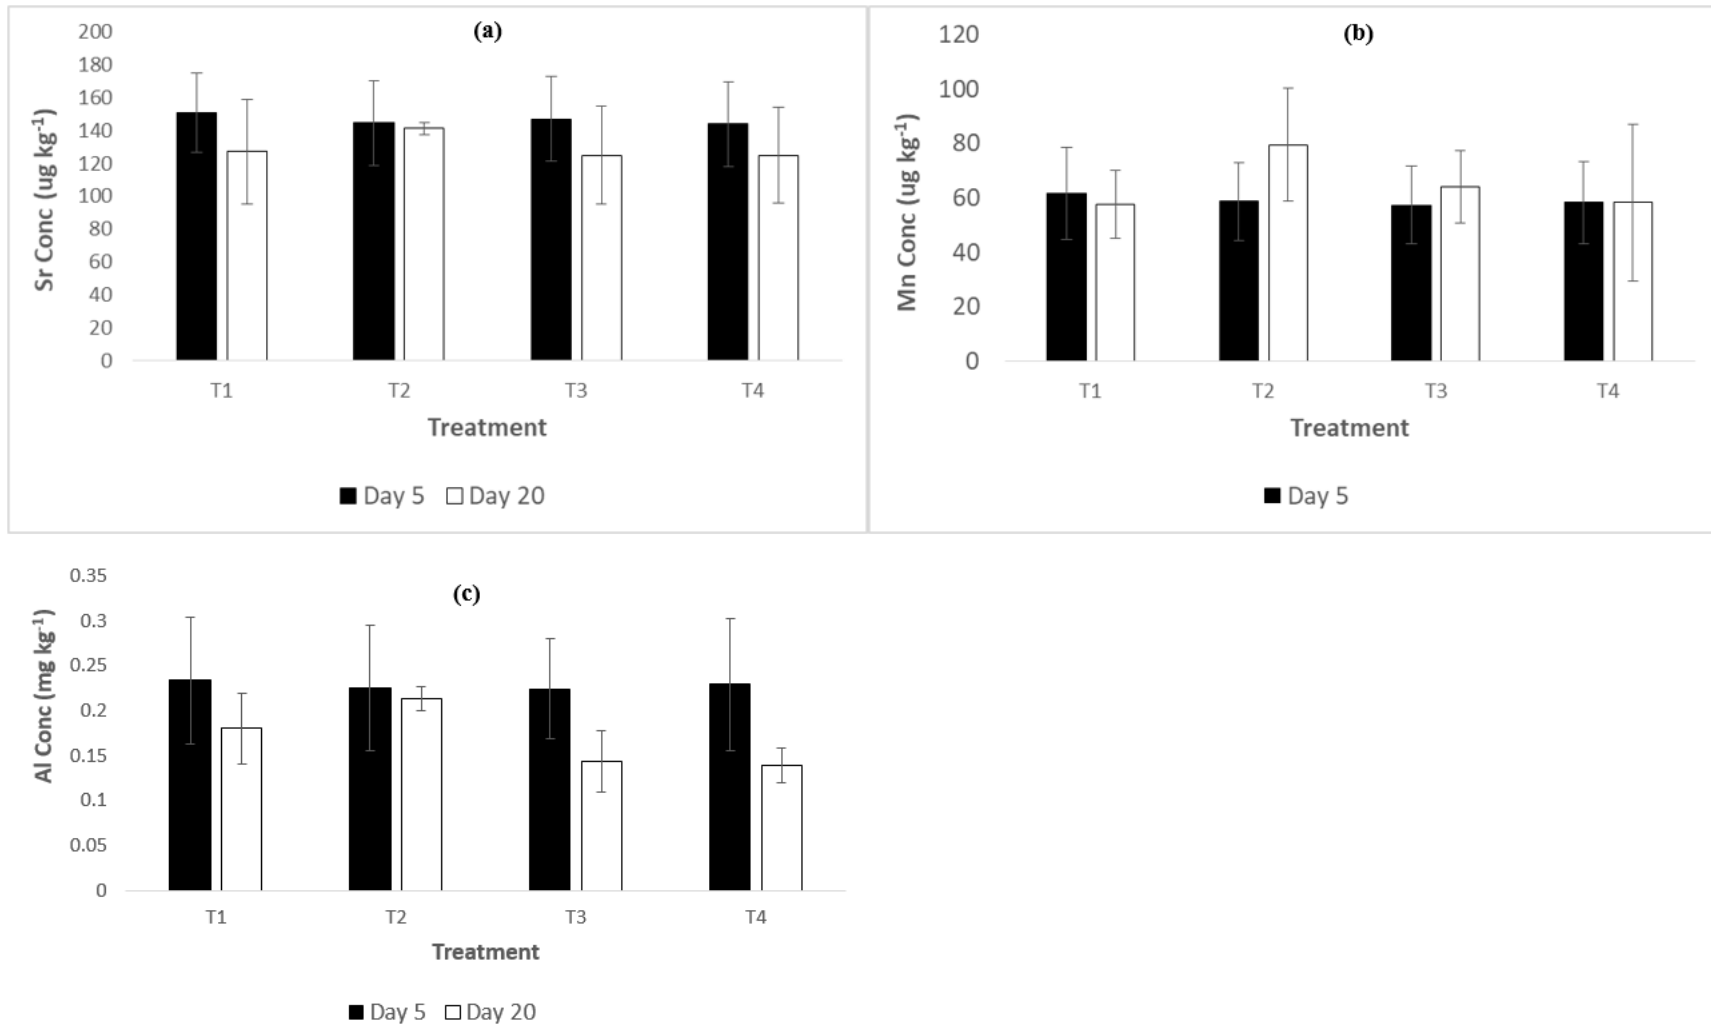 (a)
200
180
160
140
120
100
80
60
40
20
0
Sr Conc (ug kg⁻¹)
T1 T2 T3 T4
Treatment
Day 5 Day 20
(b)
120
100
80
60
40
20
0
Mn Conc (ug kg⁻¹)
T1 T2 T3 T4
Treatment
Day 5
(c)
0.35
0.3
0.25
0.2
0.15
0.1
0.05
0
Al Conc (mg kg⁻¹)
T1 T2 T3 T4
Treatment
Day 5 Day 20